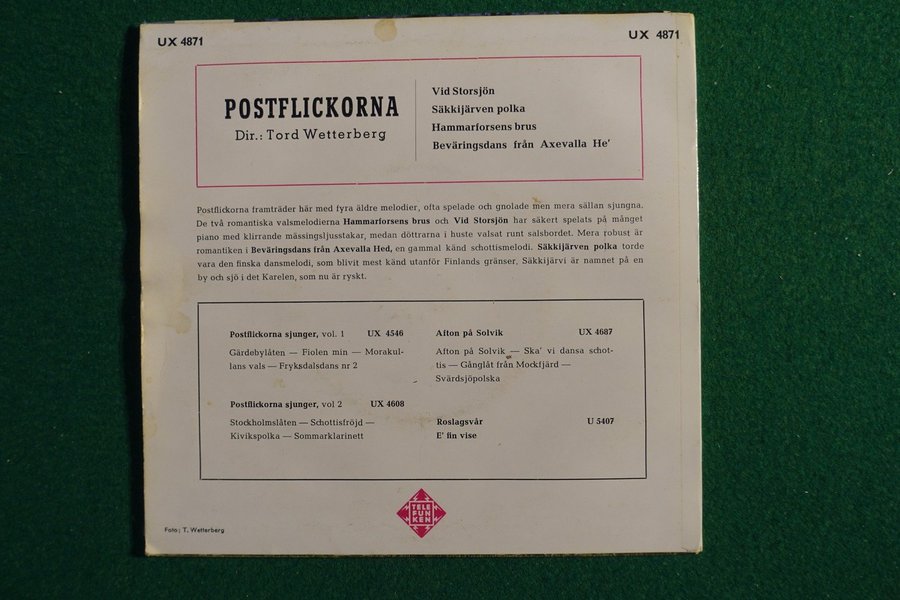 UX 4871
UX 4871
POSTFLICKORNA
Dir.: Tord Wetterberg
Vid Storsjön
Säkkijärven polka
Hammarforsens brus
Beväringsdans från Axevalla He'
Postflickorna framträder här med fyra äldre melodier, ofta spelade och gnolade men mera sällan sjungna.
De två romantiska valsmelodierna Hammarforsens brus och Vid Storsjön har säkert spelats på månget
piano med klirrande mässingsljusstakar, medan döttrarna i huste valsat runt salsbordet. Mera robust är
romantiken i Beväringsdans från Axevalla Hed, en gammal känd schottismelodi. Säkkijärven polka torde
vara den finska dansmelodi, som blivit mest känd utanför Finlands gränser. Säkkijärvi är namnet på en
by och sjö i det Karelen, som nu är ryskt.
Postflickorna sjunger, vol. 1 UX 4546
Gärdebylåten — Fiolen min — Morakul-
lans vals — Fryksdalsdans nr 2
Postflickorna sjunger, vol 2 UX 4608
Stockholmslåten — Schottisfröjd —
Kivikspolka — Sommarklarinett
Afton på Solvik UX 4687
Afton på Solvik — Ska' vi dansa schot-
tis — Gånglåt från Mockfjärd —
Svärdsjöpolska
Roslagsvår U 5407
E' fin vise
TELE
FUN
KEN
Foto: T. Wetterberg